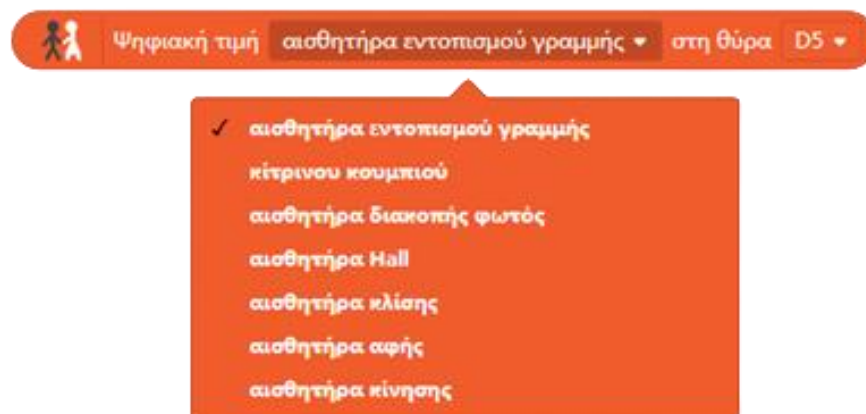 Ψηφιακή τιμή αισθητήρα εντοπισμού γραμμής στη θύρα D5
αισθητήρα εντοπισμού γραμμής
κίτρινου κουμπιού
αισθητήρα διακοπής φωτός
αισθητήρα Hall
αισθητήρα κλίσης
αισθητήρα αφής
αισθητήρα κίνησης